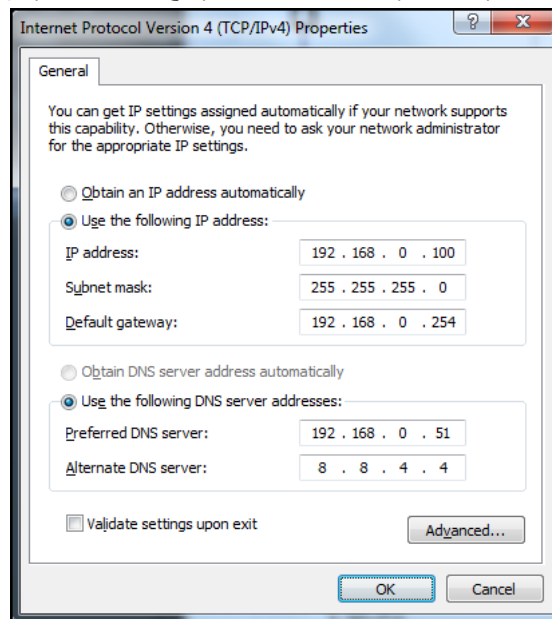 Internet Protocol Version 4 (TCP/IPv4) Properties
General
You can get IP settings assigned automatically if your network supports
this capability. Otherwise, you need to ask your network administrator
for the appropriate IP settings.
Obtain an IP address automatically
Use the following IP address:
IP address: 192 . 168 . 0 . 100
Subnet mask: 255 . 255 . 255 . 0
Default gateway: 192 . 168 . 0 . 254
Obtain DNS server address automatically
Use the following DNS server addresses:
Preferred DNS server: 192 . 168 . 0 . 51
Alternate DNS server: 8 . 8 . 4 . 4
Validate settings upon exit
Advanced...
OK Cancel